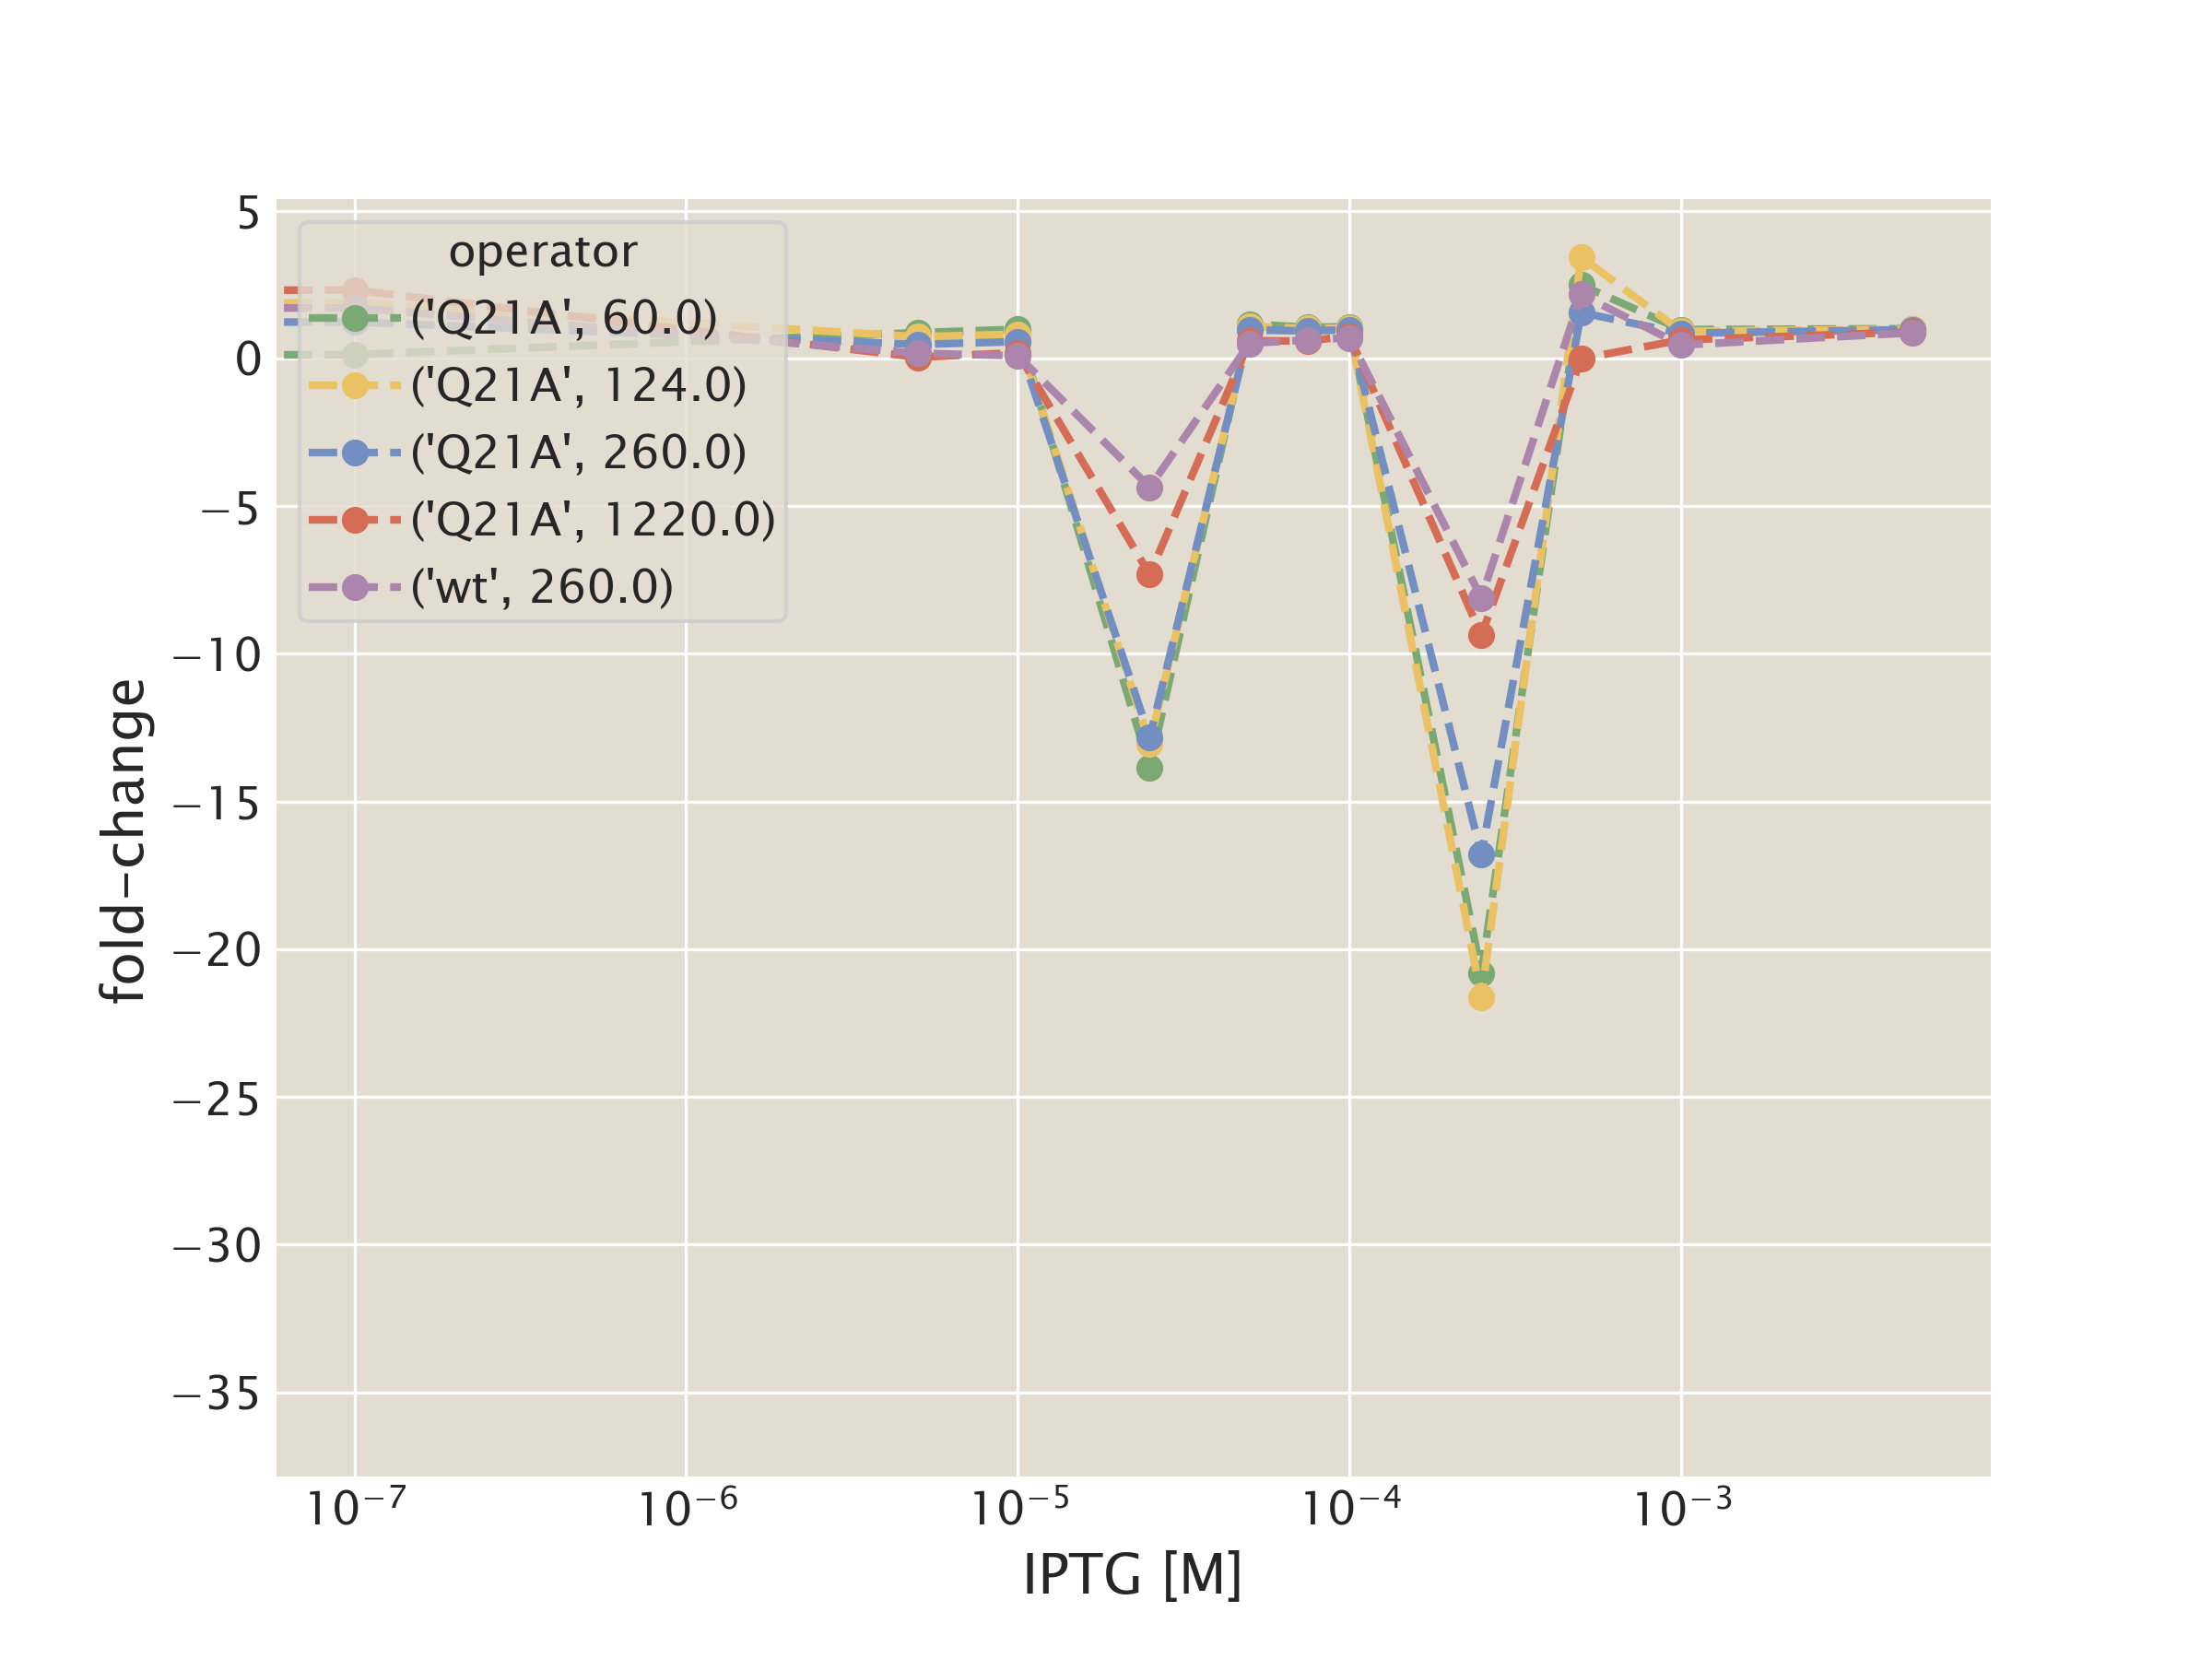 operator
('Q21A', 60.0)
('Q21A', 124.0)
('Q21A', 260.0)
('Q21A', 1220.0)
('wt', 260.0)
5
0
−5
−10
−15
−20
−25
−30
−35
fold-change
10⁻⁷ 10⁻⁶ 10⁻⁵ 10⁻⁴ 10⁻³
IPTG [M]